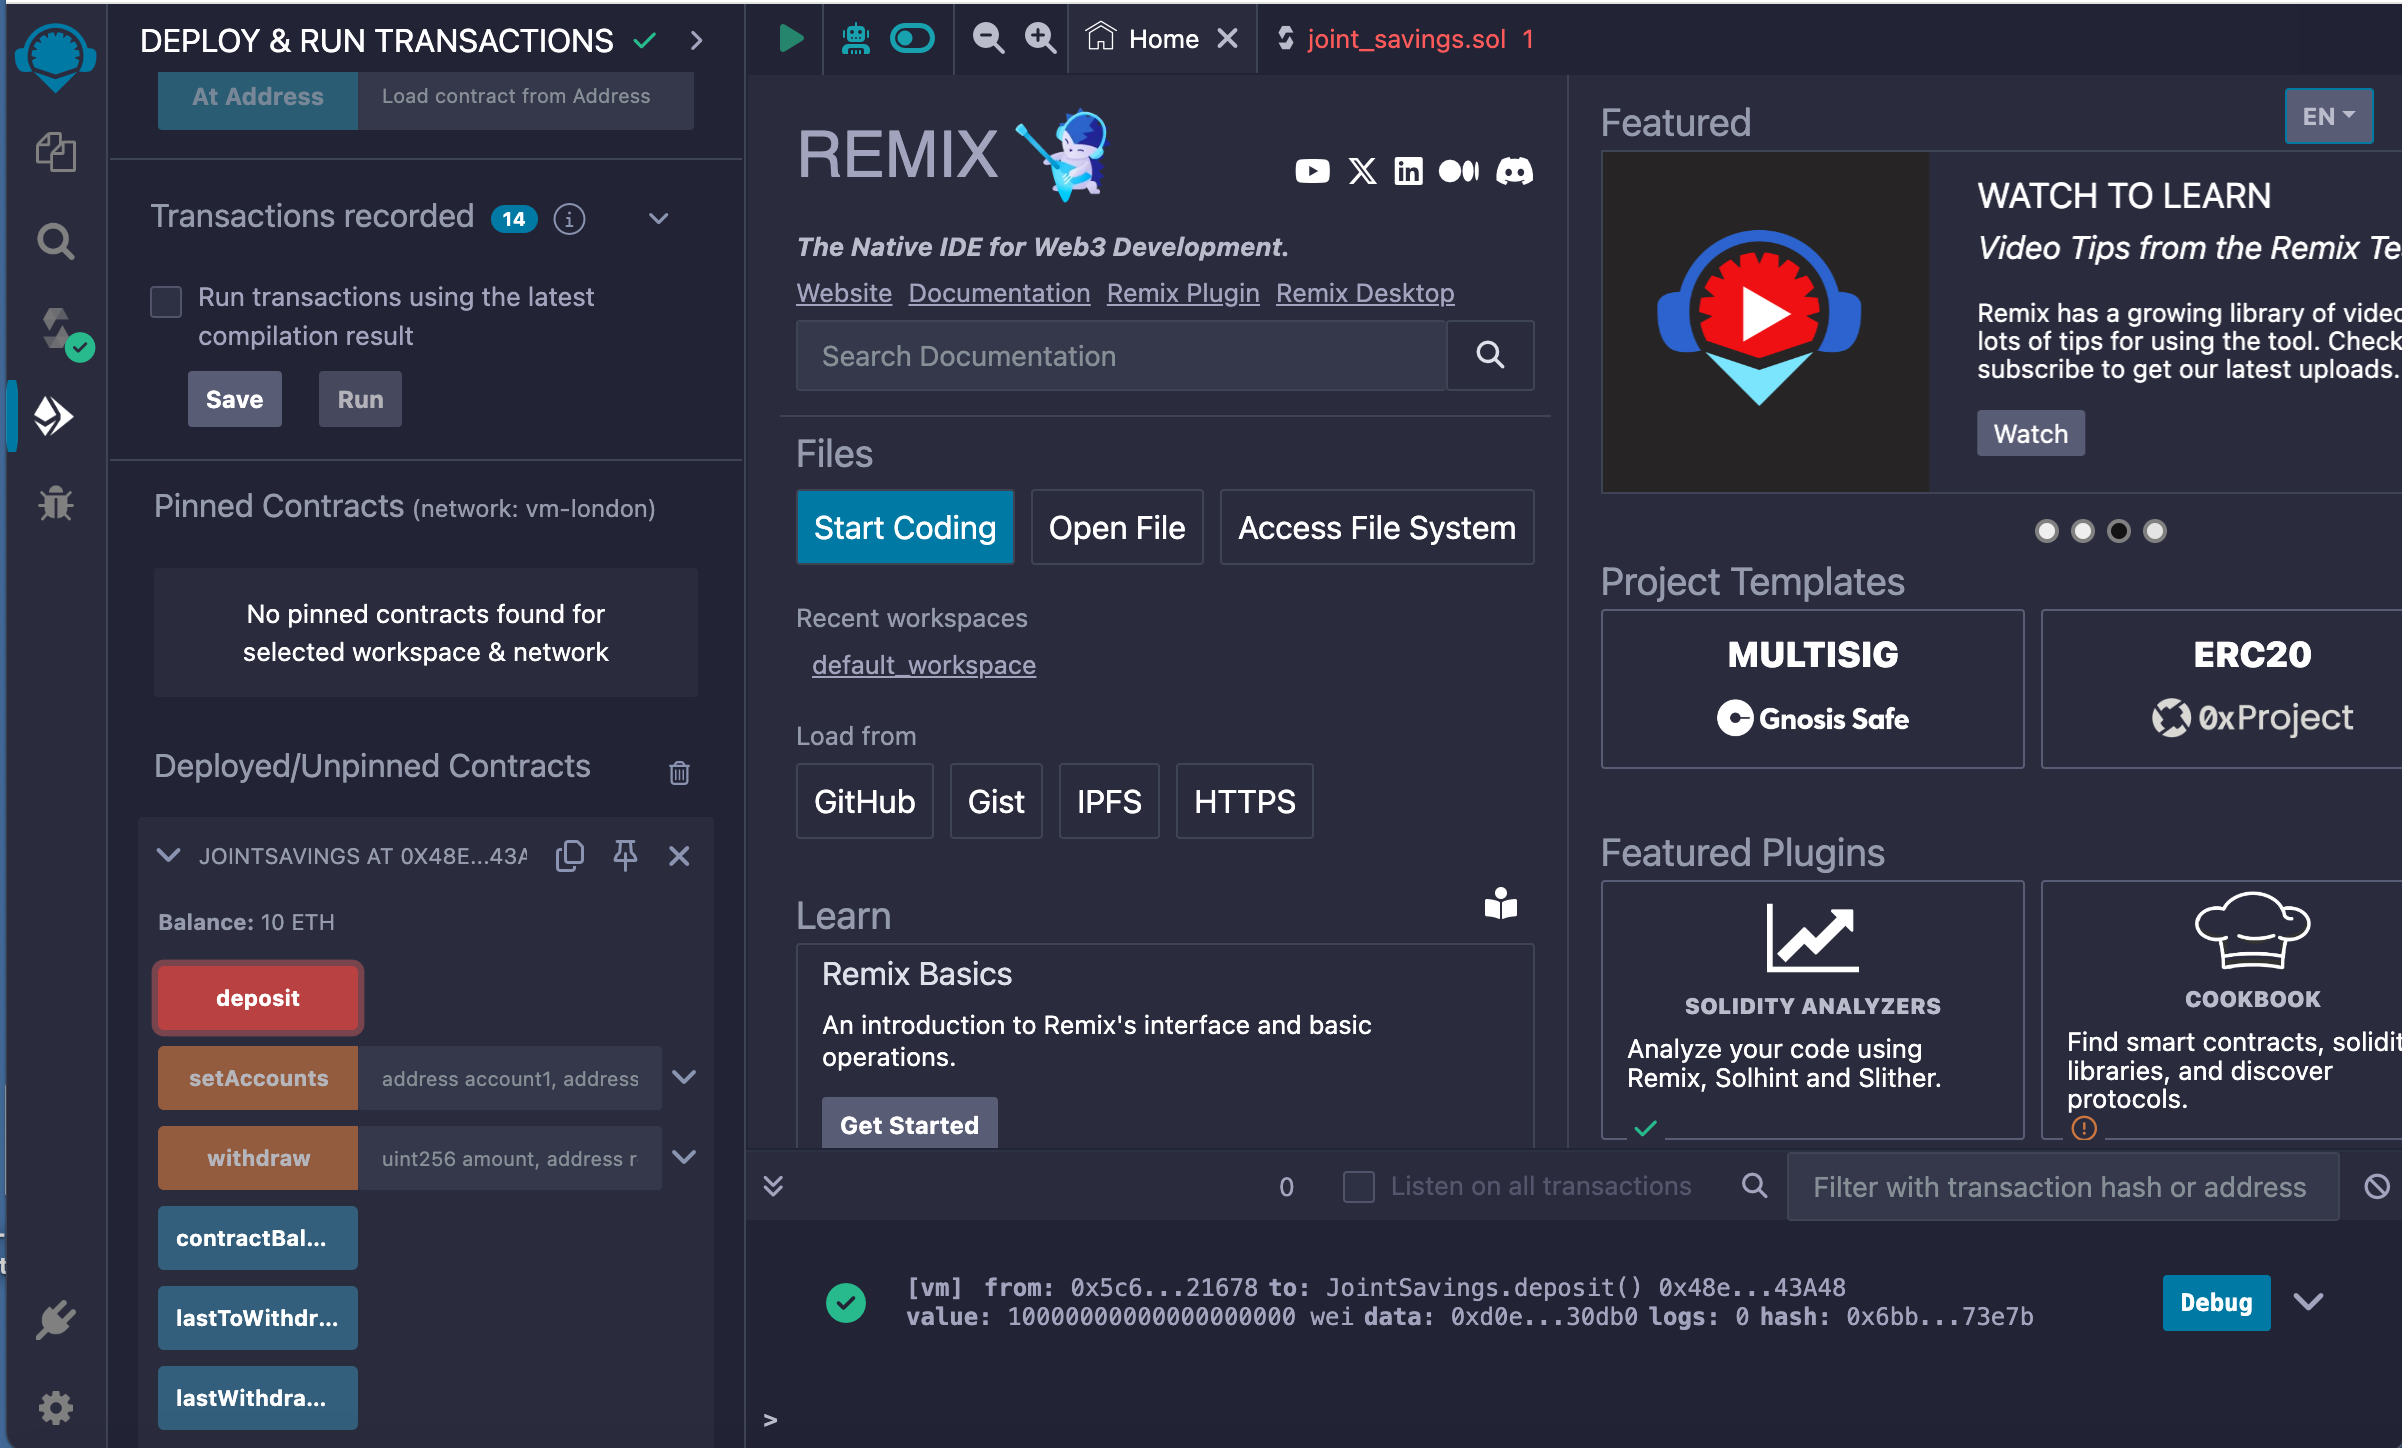 DEPLOY & RUN TRANSACTIONS
At Address
Load contract from Address
Transactions recorded 14
Run transactions using the latest
compilation result
Save
Run
Pinned Contracts (network: vm-london)
No pinned contracts found for
selected workspace & network
Deployed/Unpinned Contracts
JOINTSAVINGS AT 0X48E...43A
Balance: 10 ETH
deposit
setAccounts
address account1, address
withdraw
uint256 amount, address r
contractBal...
lastToWithdr...
lastWithdra...
Home
joint_savings.sol 1
REMIX
The Native IDE for Web3 Development.
Website Documentation Remix Plugin Remix Desktop
Search Documentation
Files
Start Coding
Open File
Access File System
Recent workspaces
default_workspace
Load from
GitHub
Gist
IPFS
HTTPS
Learn
Remix Basics
An introduction to Remix's interface and basic
operations.
Get Started
Featured
EN
WATCH TO LEARN
Video Tips from the Remix Te
Remix has a growing library of videc
lots of tips for using the tool. Check
subscribe to get our latest uploads.
Watch
Project Templates
MULTISIG
Gnosis Safe
ERC20
0xProject
Featured Plugins
SOLIDITY ANALYZERS
Analyze your code using
Remix, Solhint and Slither.
COOKBOOK
Find smart contracts, solidit
libraries, and discover
protocols.
0
Listen on all transactions
Filter with transaction hash or address
[vm] from: 0x5c6...21678 to: JointSavings.deposit() 0x48e...43A48
value: 10000000000000000000 wei data: 0xd0e...30db0 logs: 0 hash: 0x6bb...73e7b
Debug
>